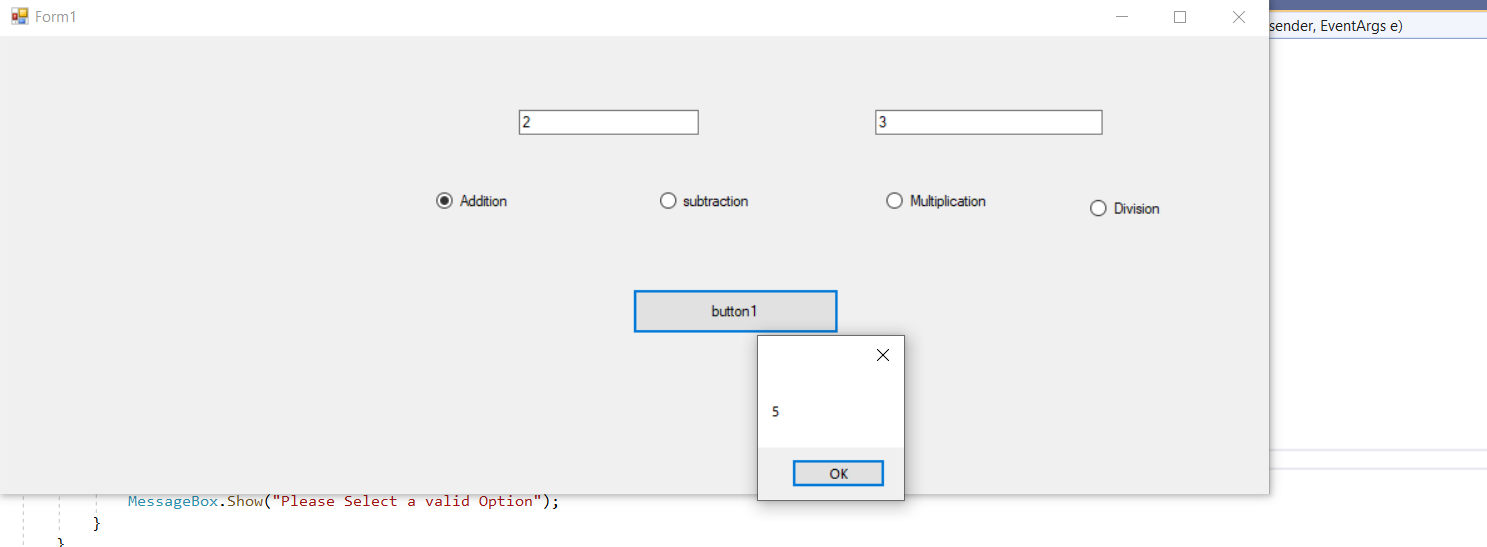 Form1
sender, EventArgs e)
2
3
Addition
subtraction
Multiplication
Division
button1
5
OK
MessageBox.Show("Please Select a valid Option");
}
}